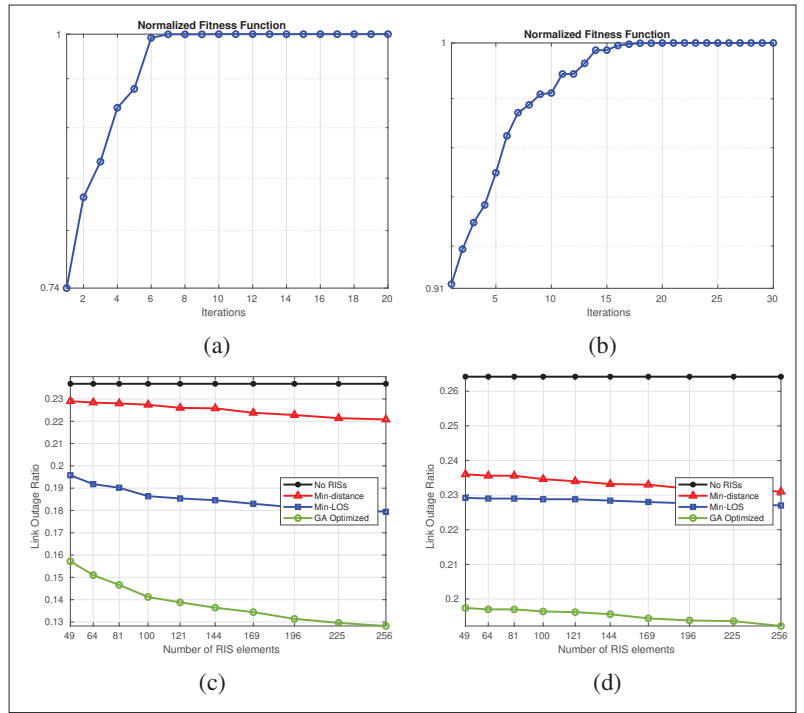 Normalized Fitness Function
1
0.74
2 4 6 8 10 12 14 16 18 20
Iterations
(a)
Normalized Fitness Function
1
0.91
5 10 15 20 25 30
Iterations
(b)
Link Outage Ratio
0.23
0.22
0.21
0.2
0.19
0.18
0.17
0.16
0.15
0.14
0.13
No RISs
Min-distance
Min-LOS
GA Optimized
49 64 81 100 121 144 169 196 225 256
Number of RIS elements
(c)
Link Outage Ratio
0.26
0.25
0.24
0.23
0.22
0.21
0.2
No RISs
Min-distance
Min-LOS
GA Optimized
49 64 81 100 121 144 169 196 225 256
Number of RIS elements
(d)